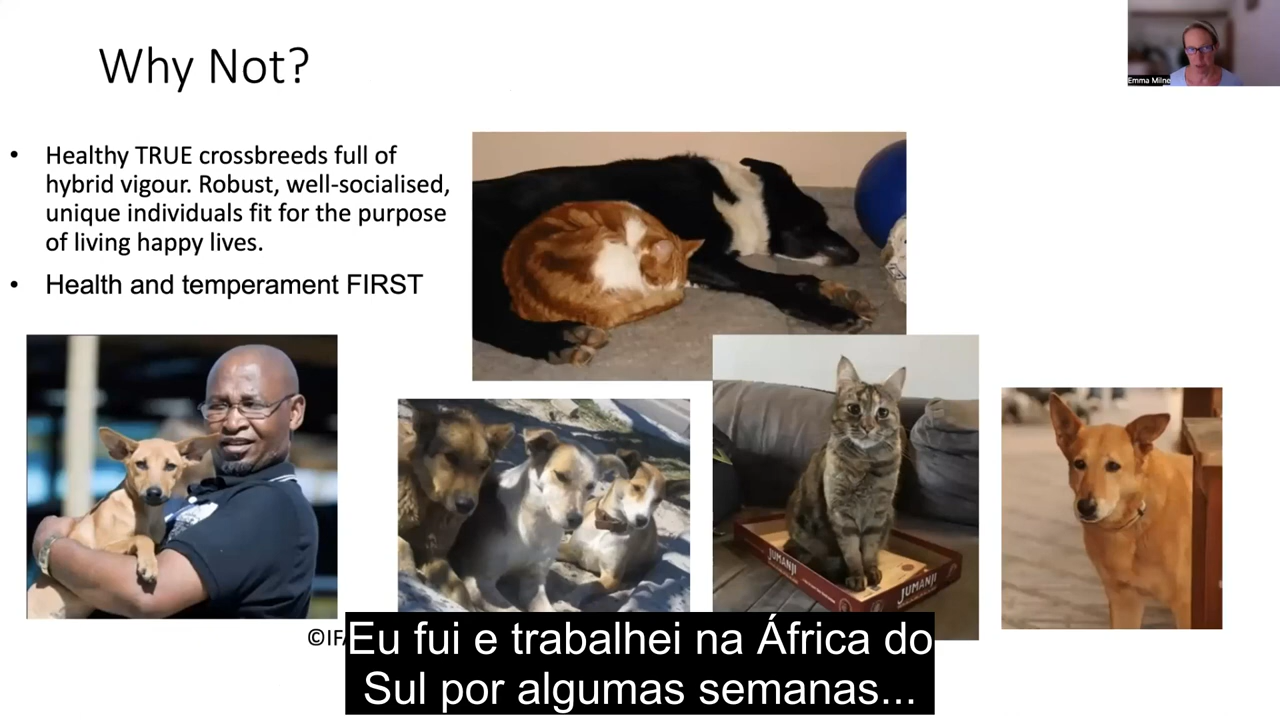 Why Not?
Emma Milne
• Healthy TRUE crossbreeds full of
hybrid vigour. Robust, well-socialised,
unique individuals fit for the purpose
of living happy lives.
• Health and temperament FIRST
JUMANJI
JUMANJI
©IF
Eu fui e trabalhei na África do
Sul por algumas semanas...